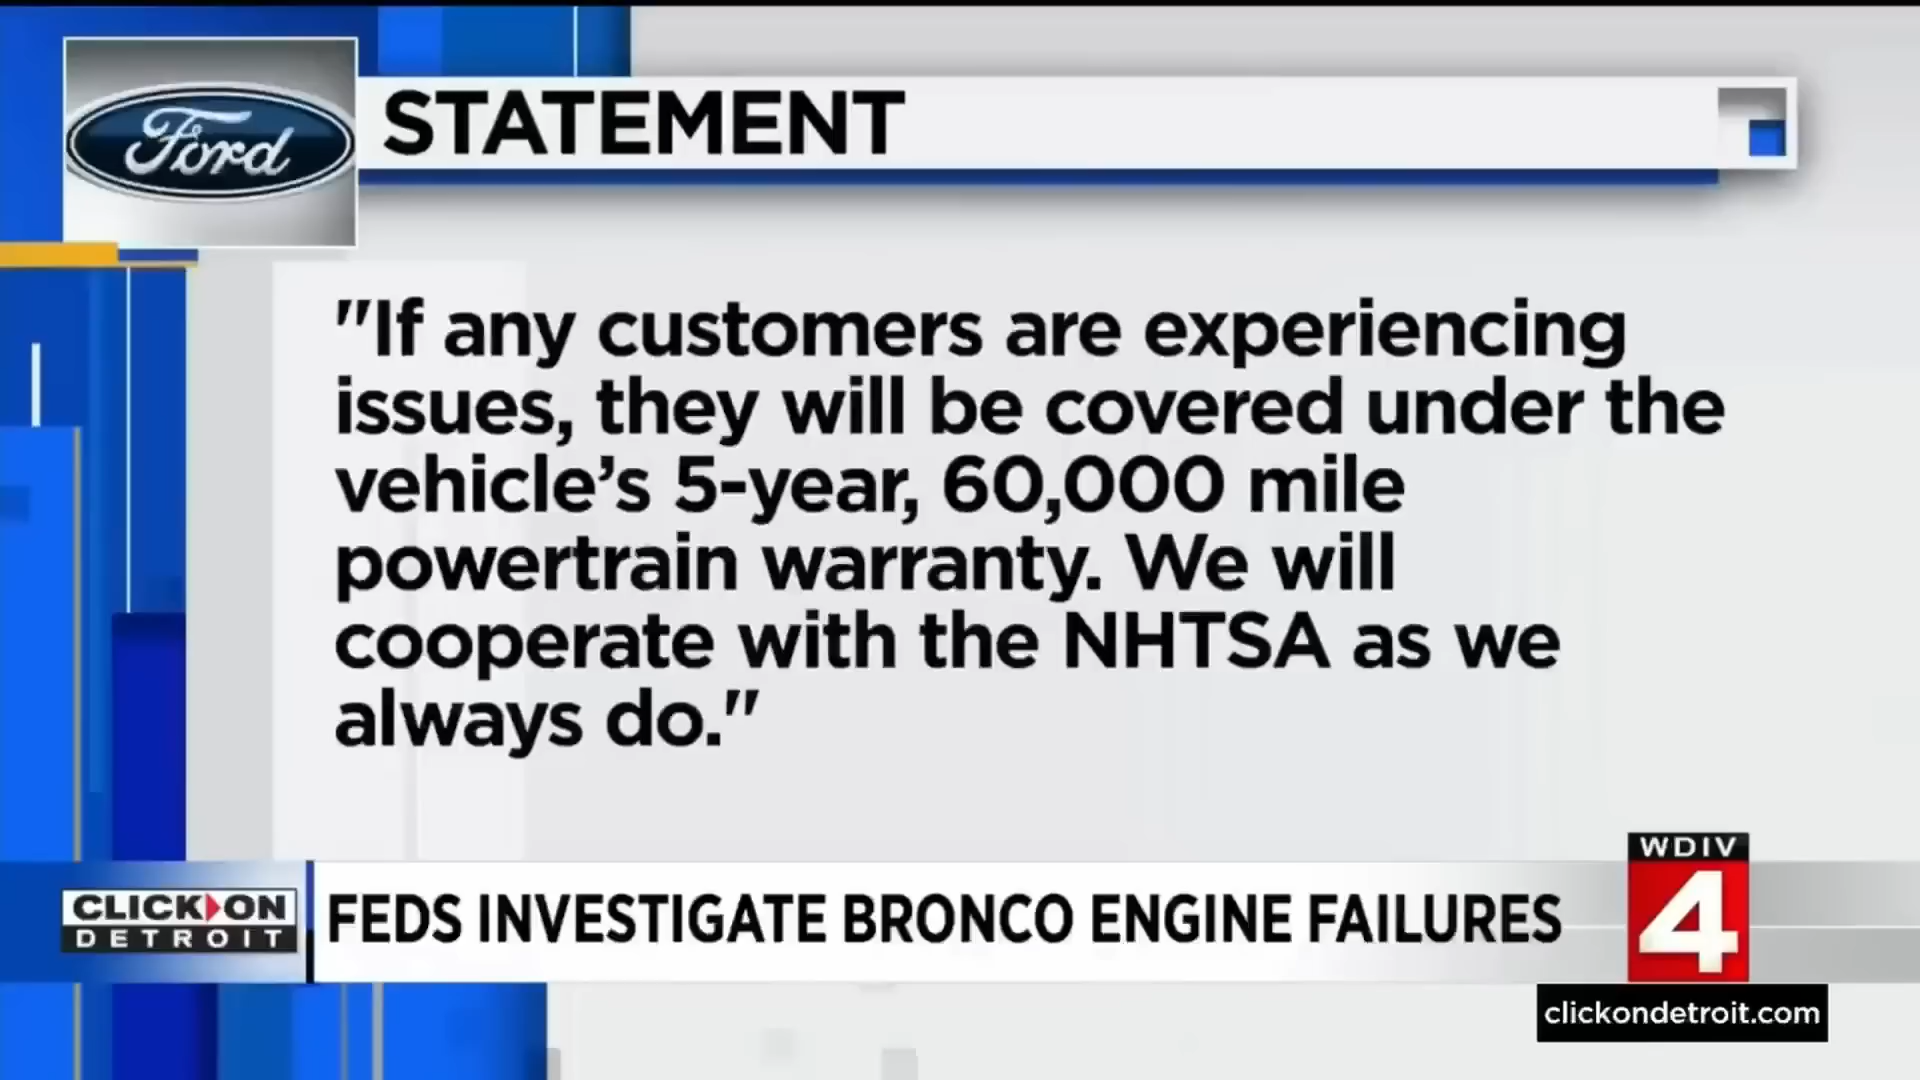 Ford
STATEMENT
"If any customers are experiencing
issues, they will be covered under the
vehicle’s 5-year, 60,000 mile
powertrain warranty. We will
cooperate with the NHTSA as we
always do."
CLICK ON
DETROIT
FEDS INVESTIGATE BRONCO ENGINE FAILURES
WDIV
4
clickondetroit.com